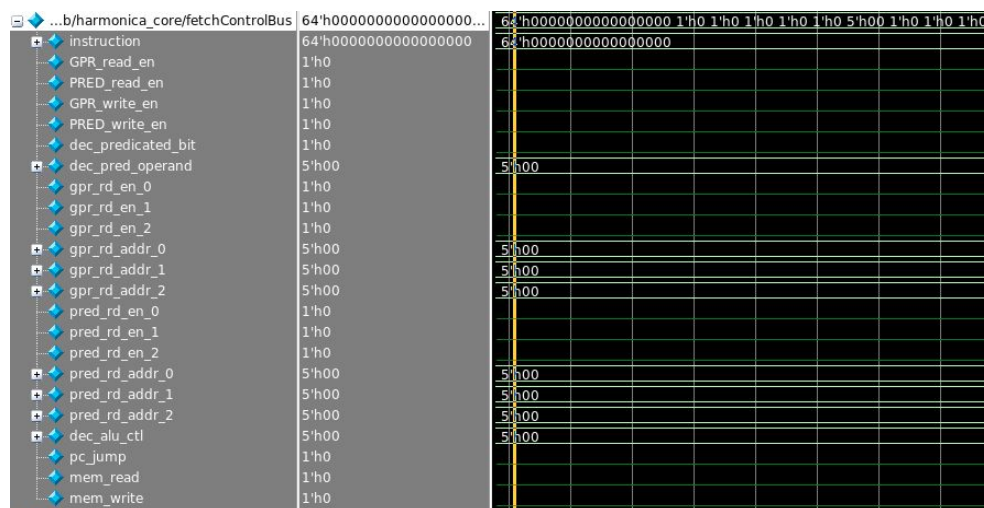 ...b/harmonica_core/fetchControlBus 64'h0000000000000000... 64'h0000000000000000 1'h0 1'h0 1'h0 1'h0 1'h0 5'h00 1'h0 1'h0 1'h0
instruction 64'h0000000000000000 64'h0000000000000000
GPR_read_en 1'h0
PRED_read_en 1'h0
GPR_write_en 1'h0
PRED_write_en 1'h0
dec_predicated_bit 1'h0
dec_pred_operand 5'h00 5'h00
gpr_rd_en_0 1'h0
gpr_rd_en_1 1'h0
gpr_rd_en_2 1'h0
gpr_rd_addr_0 5'h00 5'h00
gpr_rd_addr_1 5'h00 5'h00
gpr_rd_addr_2 5'h00 5'h00
pred_rd_en_0 1'h0
pred_rd_en_1 1'h0
pred_rd_en_2 1'h0
pred_rd_addr_0 5'h00 5'h00
pred_rd_addr_1 5'h00 5'h00
pred_rd_addr_2 5'h00 5'h00
dec_alu_ctl 5'h00 5'h00
pc_jump 1'h0
mem_read 1'h0
mem_write 1'h0